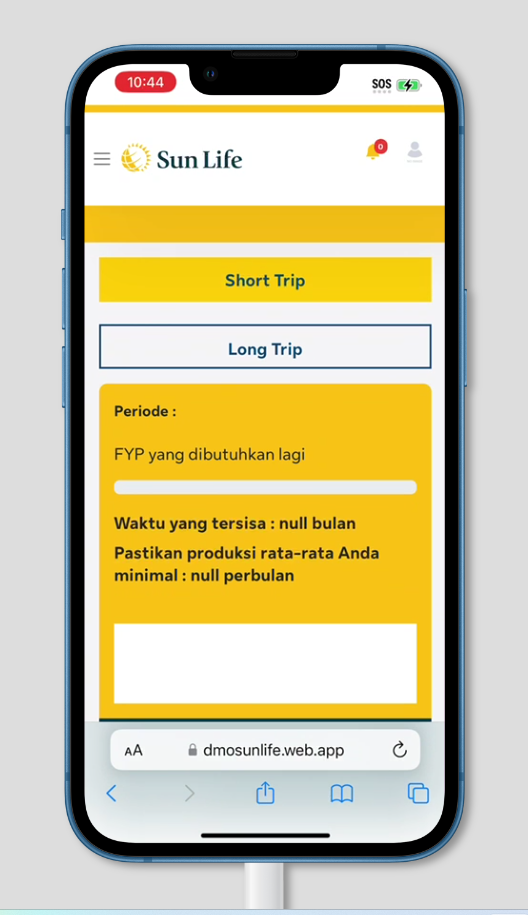 10:44
SOS
Sun Life
0
Short Trip
Long Trip
Periode :
FYP yang dibutuhkan lagi
Waktu yang tersisa : null bulan
Pastikan produksi rata-rata Anda
minimal : null perbulan
AA
dmosunlife.web.app